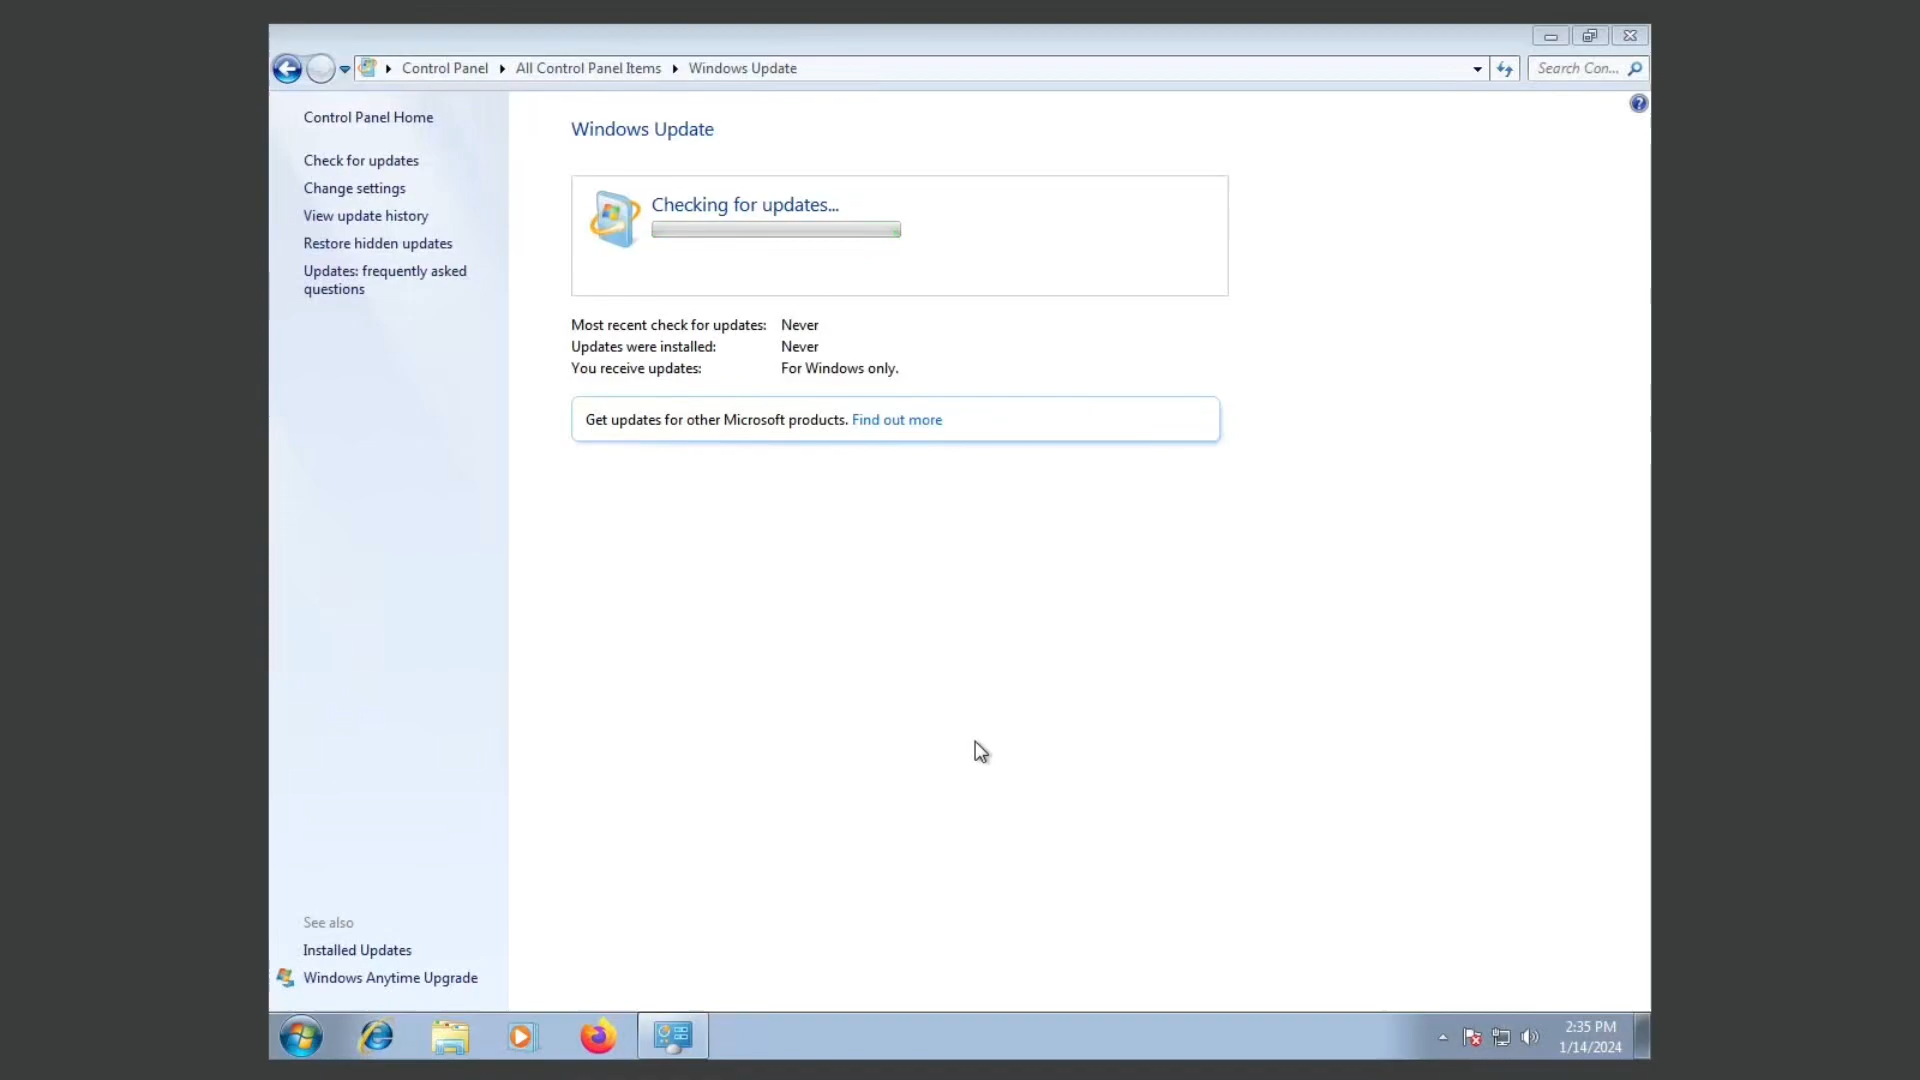 Control Panel All Control Panel Items Windows Update
Search Con...
Control Panel Home
Check for updates
Change settings
View update history
Restore hidden updates
Updates: frequently asked
questions
Windows Update
Checking for updates...
Most recent check for updates: Never
Updates were installed: Never
You receive updates: For Windows only.
Get updates for other Microsoft products. Find out more
See also
Installed Updates
Windows Anytime Upgrade
2:35 PM
1/14/2024